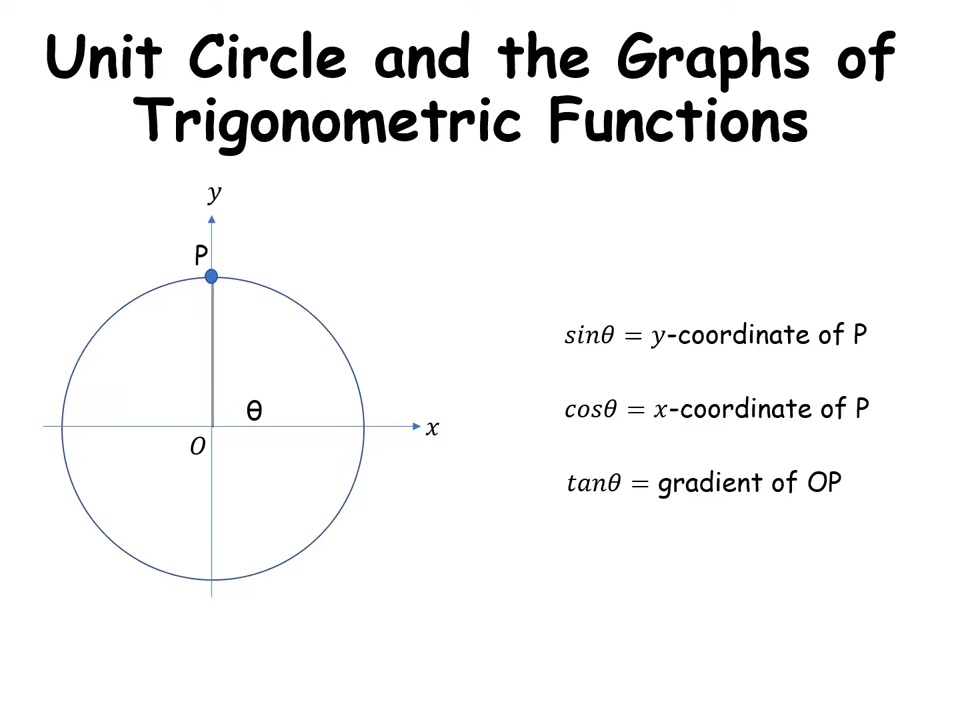 Unit Circle and the Graphs of
Trigonometric Functions
y
P
θ
x
O
sinθ = y-coordinate of P
cosθ = x-coordinate of P
tanθ = gradient of OP